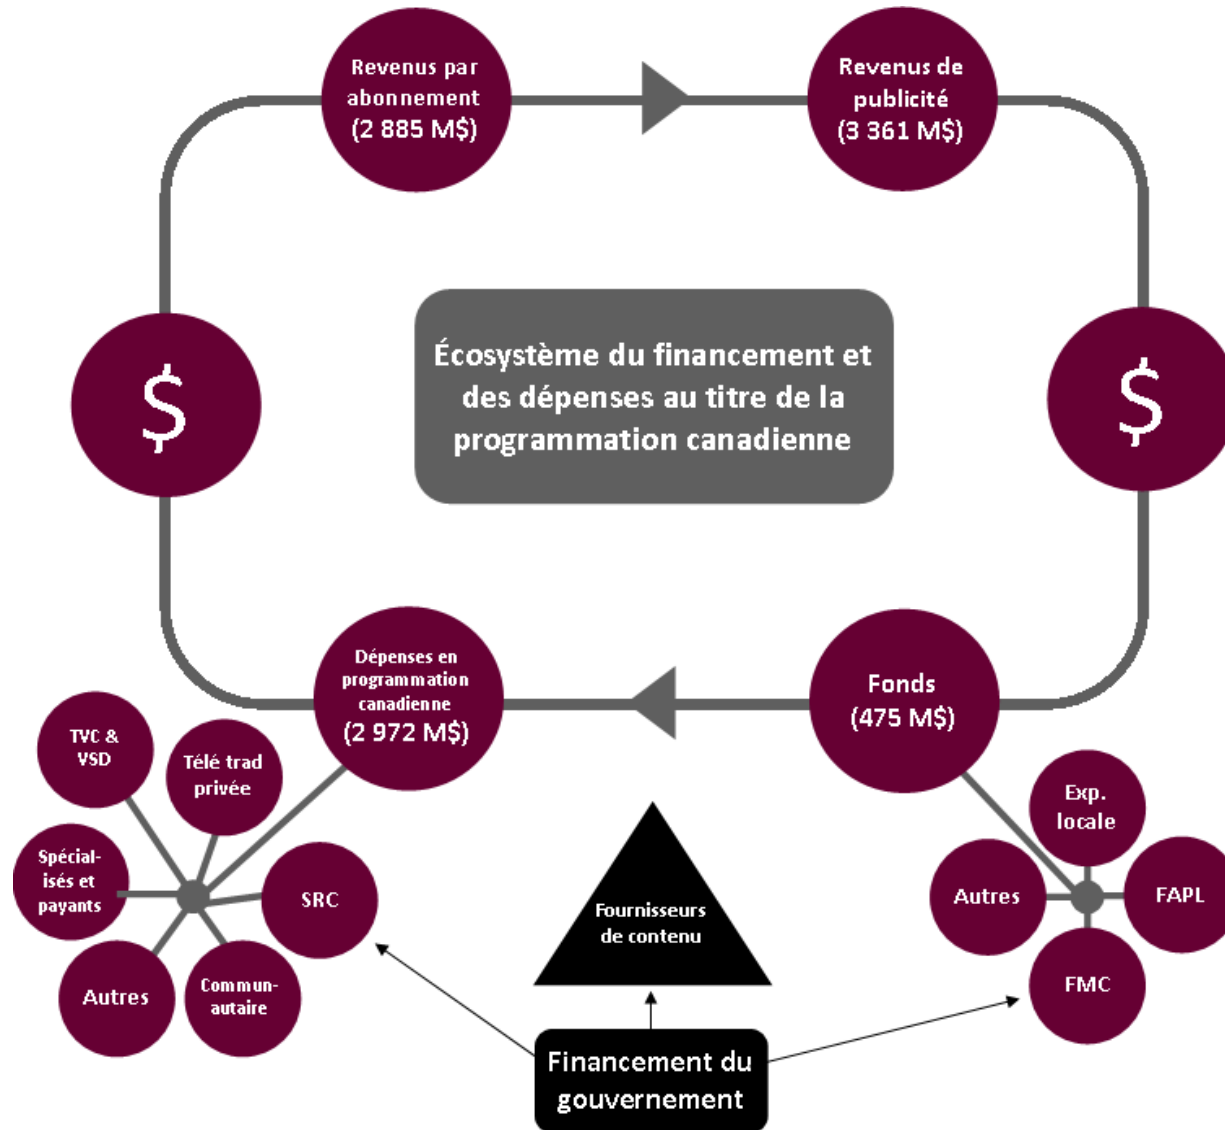 Revenus par
abonnement
(2 885 M$)
Revenus de
publicité
(3 361 M$)
$
Écosystème du financement et
des dépenses au titre de la
programmation canadienne
$
Dépenses en
programmation
canadienne
(2 972 M$)
Fonds
(475 M$)
TVC &
VSD
Télé trad
privée
Spécial-
isés et
payants
SRC
Autres
Commun-
autaire
Fournisseurs
de contenu
Exp.
locale
Autres
FAPL
FMC
Financement du
gouvernement